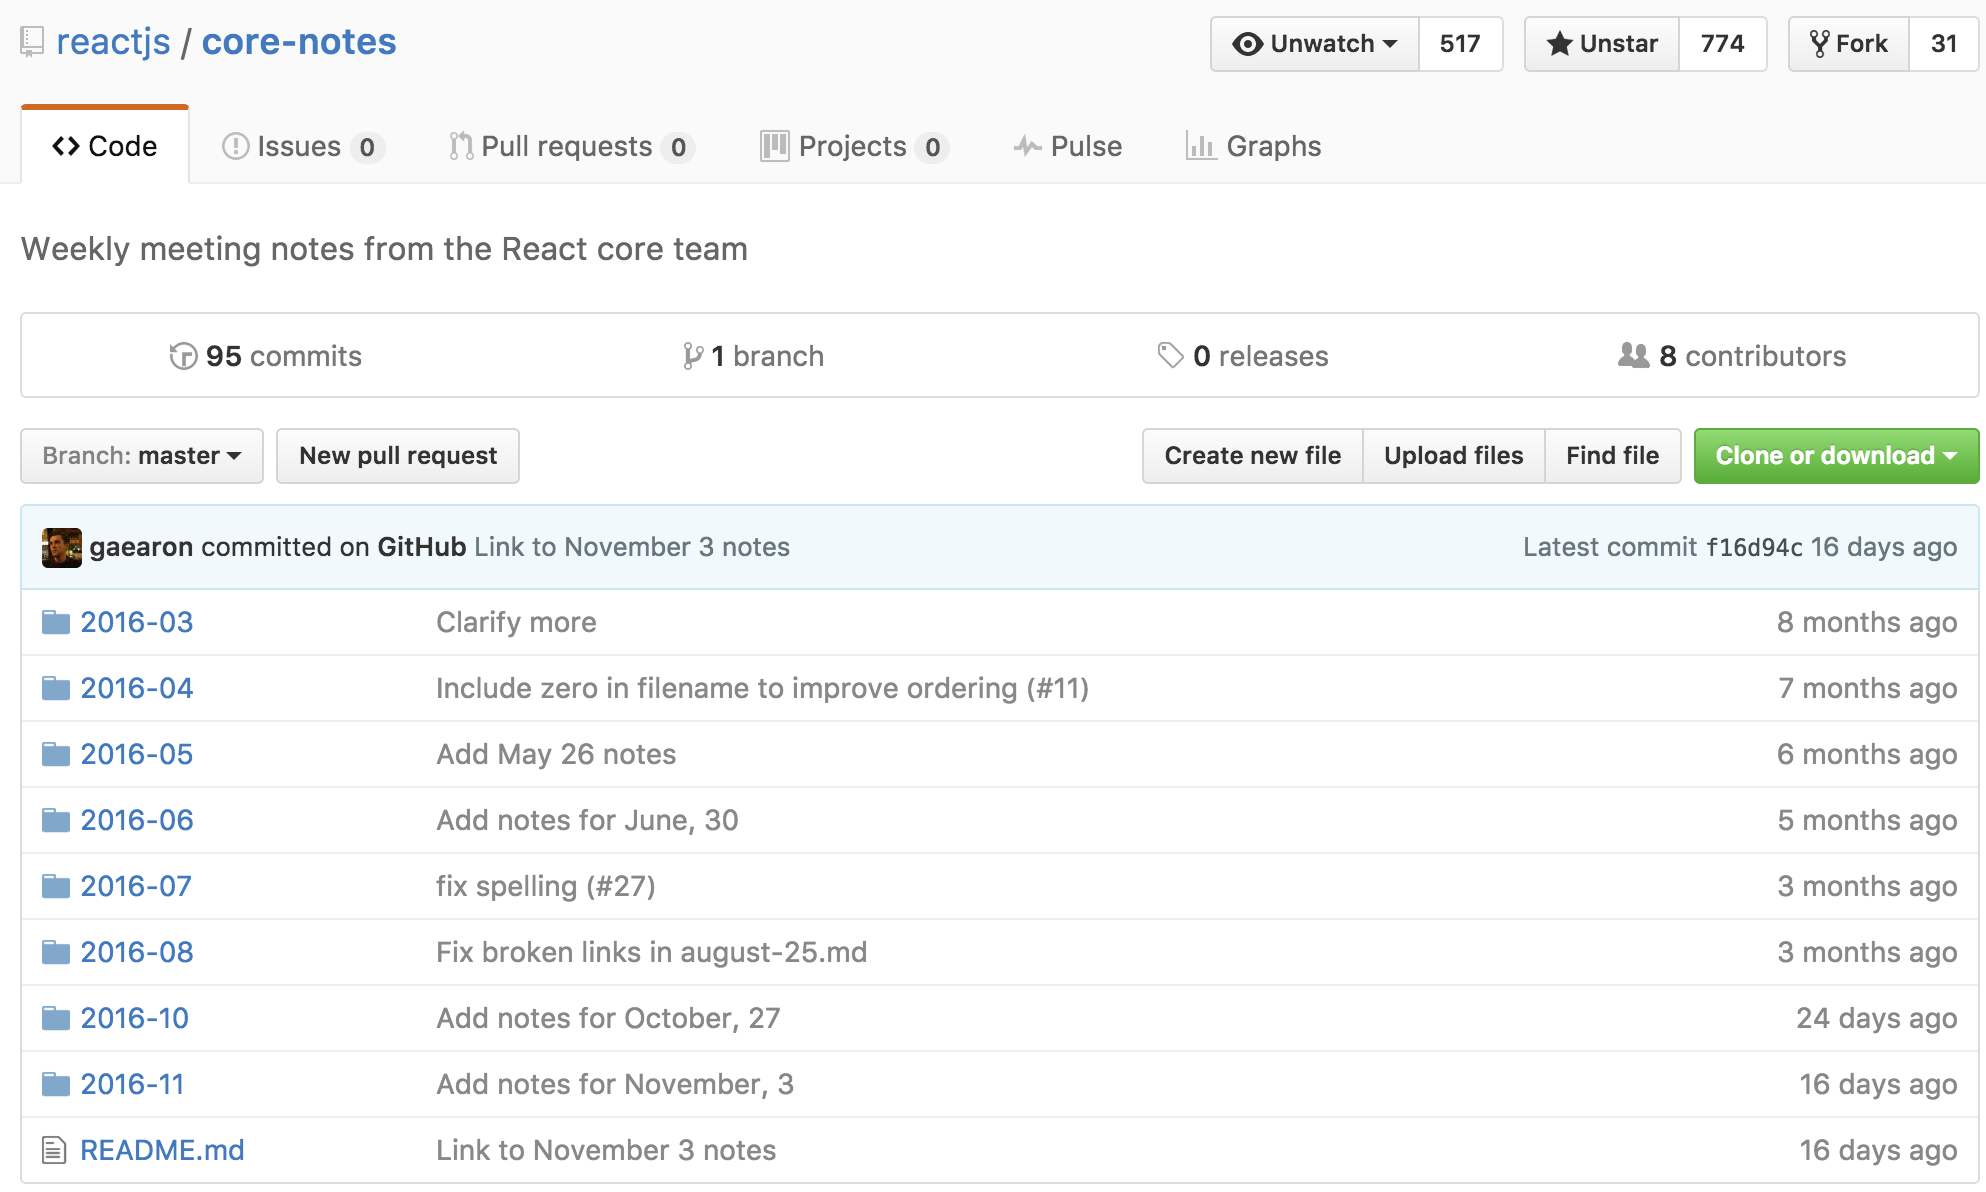 reactjs / core-notes Unwatch 517 Unstar 774 Fork 31
Code Issues 0 Pull requests 0 Projects 0 Pulse Graphs
Weekly meeting notes from the React core team
95 commits 1 branch 0 releases 8 contributors
Branch: master New pull request Create new file Upload files Find file Clone or download
gaearon committed on GitHub Link to November 3 notes Latest commit f16d94c 16 days ago
2016-03 Clarify more 8 months ago
2016-04 Include zero in filename to improve ordering (#11) 7 months ago
2016-05 Add May 26 notes 6 months ago
2016-06 Add notes for June, 30 5 months ago
2016-07 fix spelling (#27) 3 months ago
2016-08 Fix broken links in august-25.md 3 months ago
2016-10 Add notes for October, 27 24 days ago
2016-11 Add notes for November, 3 16 days ago
README.md Link to November 3 notes 16 days ago